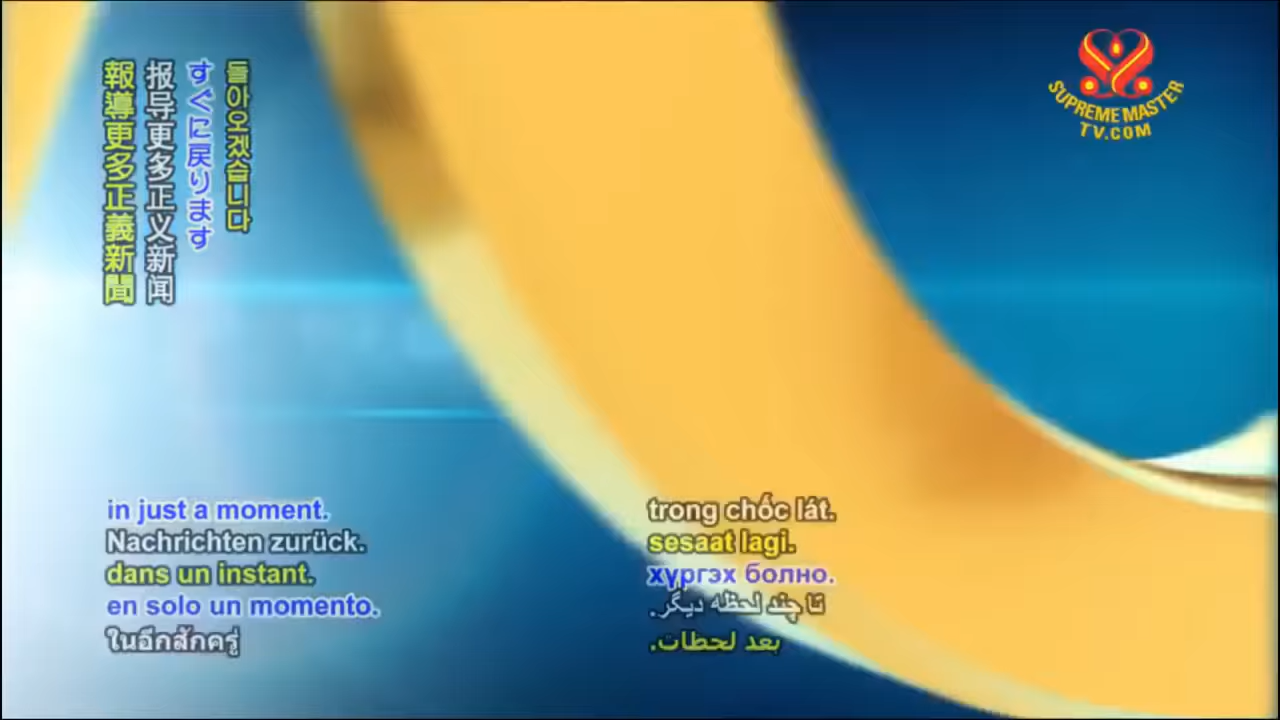 報導更多正義新聞
报导更多正义新闻
すぐに戻ります
돌아오겠습니다
SUPREME MASTER
TV.COM
in just a moment.
Nachrichten zurück.
dans un instant.
en solo un momento.
ในอีกสักครู่
trong chốc lát.
sesaat lagi.
хүргэх болно.
تا چند لحظه دیگر.
بعد لحظات.